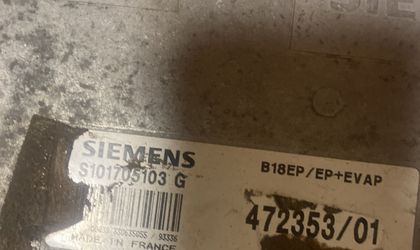 SIEMENS
S101705103 G
B18EP/EP+EVAP
472353/01
MADE IN FRANCE